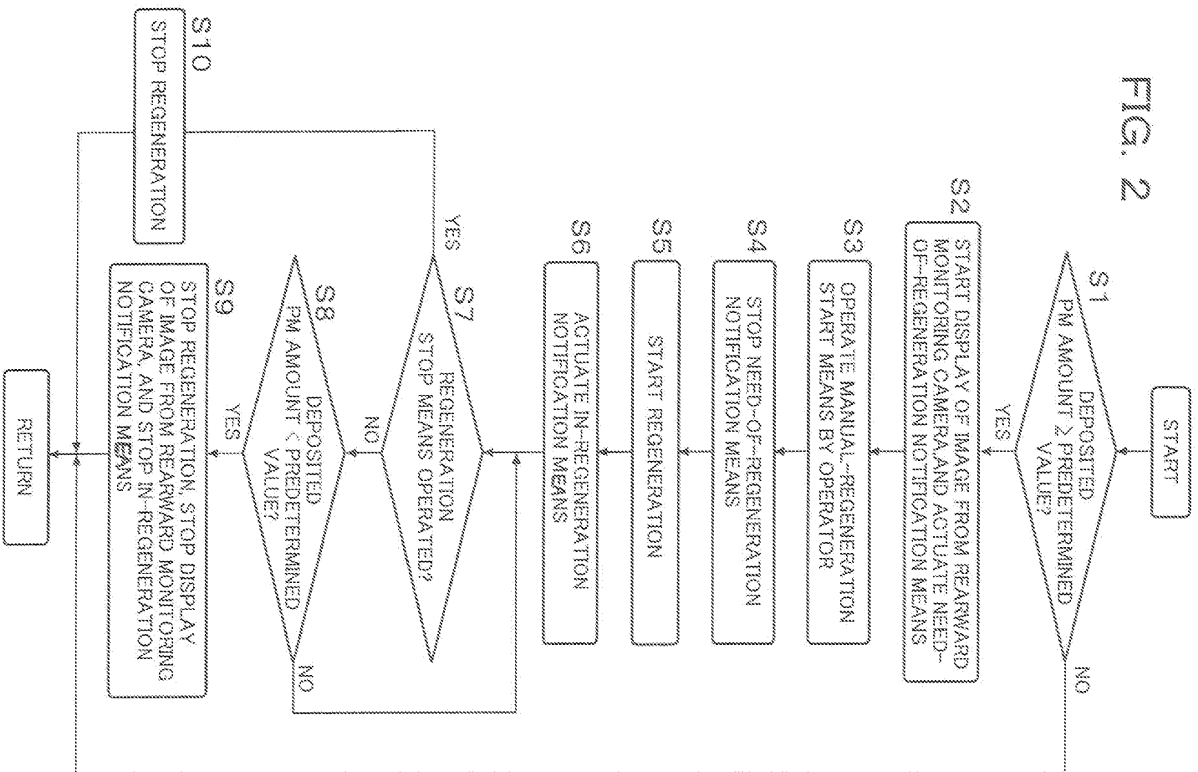 FIG. 2
START
S1
DEPOSITED
PM AMOUNT ≥ PREDETERMINED
VALUE?
NO
YES
S2
START DISPLAY OF IMAGE FROM REARWARD
MONITORING CAMERA,AND ACTUATE NEED-
OF-REGENERATION NOTIFICATION MEANS
S3
OPERATE MANUAL-REGENERATION
START MEANS BY OPERATOR
S4
STOP NEED-OF-REGENERATION
NOTIFICATION MEANS
S5
START REGENERATION
S6
ACTUATE IN-REGENERATION
NOTIFICATION MEANS
S7
REGENERATION
STOP MEANS OPERATED?
YES
NO
S8
DEPOSITED
PM AMOUNT < PREDETERMINED
VALUE?
NO
YES
S9
STOP REGENERATION, STOP DISPLAY
OF IMAGE FROM REARWARD MONITORING
CAMERA, AND STOP IN-REGENERATION
NOTIFICATION MEANS
S10
STOP REGENERATION
RETURN